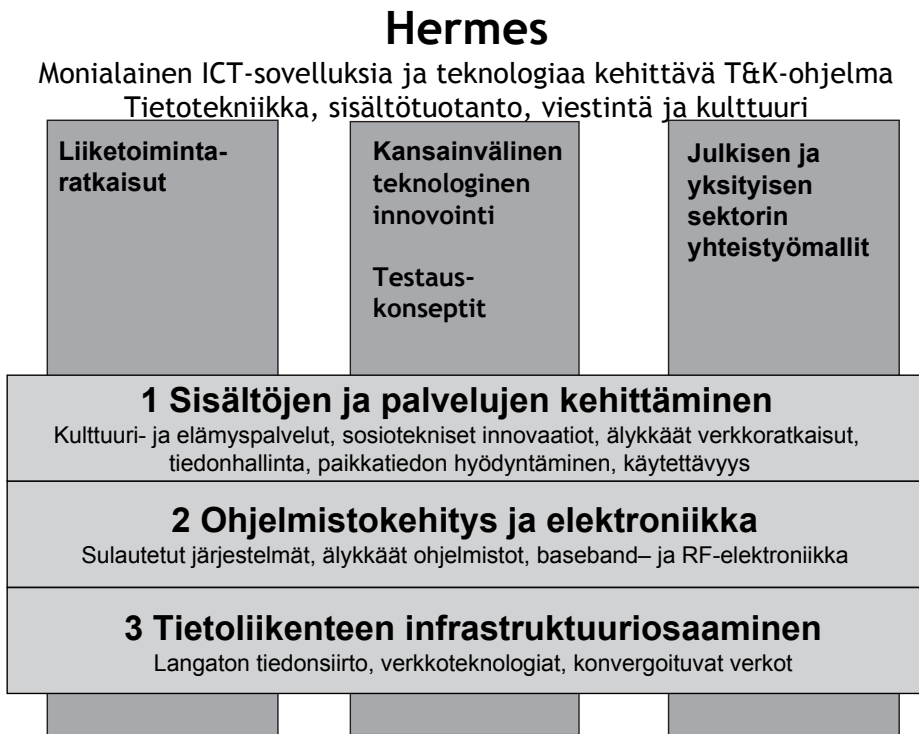 Hermes
Monialainen ICT-sovelluksia ja teknologiaa kehittävä T&K-ohjelma
Tietotekniikka, sisältötuotanto, viestintä ja kulttuuri
Liiketoiminta-
ratkaisut
Kansainvälinen
teknologinen
innovointi
Testaus-
konseptit
Julkisen ja
yksityisen
sektorin
yhteistyömallit
1 Sisältöjen ja palvelujen kehittäminen
Kulttuuri- ja elämyspalvelut, sosiotekniset innovaatiot, älykkäät verkkoratkaisut,
tiedonhallinta, paikkatiedon hyödyntäminen, käytettävyys
2 Ohjelmistokehitys ja elektroniikka
Sulautetut järjestelmät, älykkäät ohjelmistot, baseband– ja RF-elektroniikka
3 Tietoliikenteen infrastruktuuriosaaminen
Langaton tiedonsiirto, verkkoteknologiat, konvergoituvat verkot